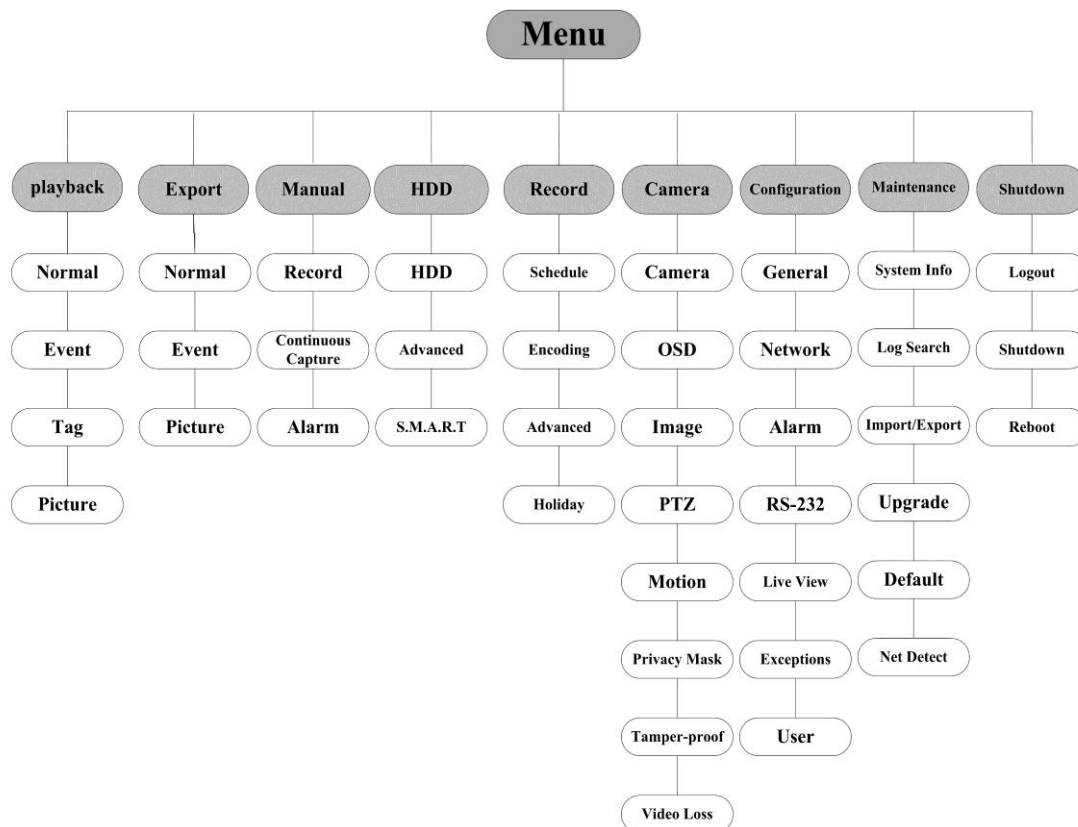 Menu
playback
Export
Manual
HDD
Record
Camera
Configuration
Maintenance
Shutdown
Normal
Normal
Record
HDD
Schedule
Camera
General
System Info
Logout
Event
Event
Continuous
Capture
Advanced
Encoding
OSD
Network
Log Search
Shutdown
Tag
Picture
Alarm
S.M.A.R.T
Advanced
Image
Alarm
Import/Export
Reboot
Picture
Holiday
PTZ
RS-232
Upgrade
Motion
Live View
Default
Privacy Mask
Exceptions
Net Detect
Tamper-proof
User
Video Loss